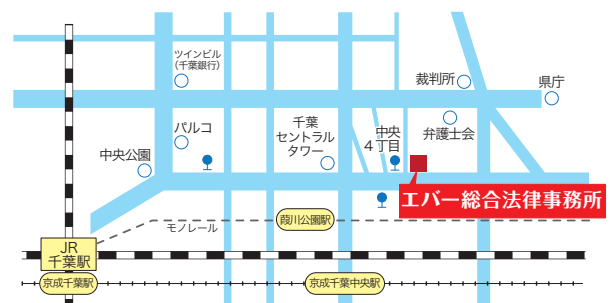 ツインビル
（千葉銀行）
裁判所
県庁
パルコ
千葉
セントラル
タワー
中央
４丁目
弁護士会
中央公園
エバー総合法律事務所
葭川公園駅
モノレール
JR
千葉駅
京成千葉駅
京成千葉中央駅